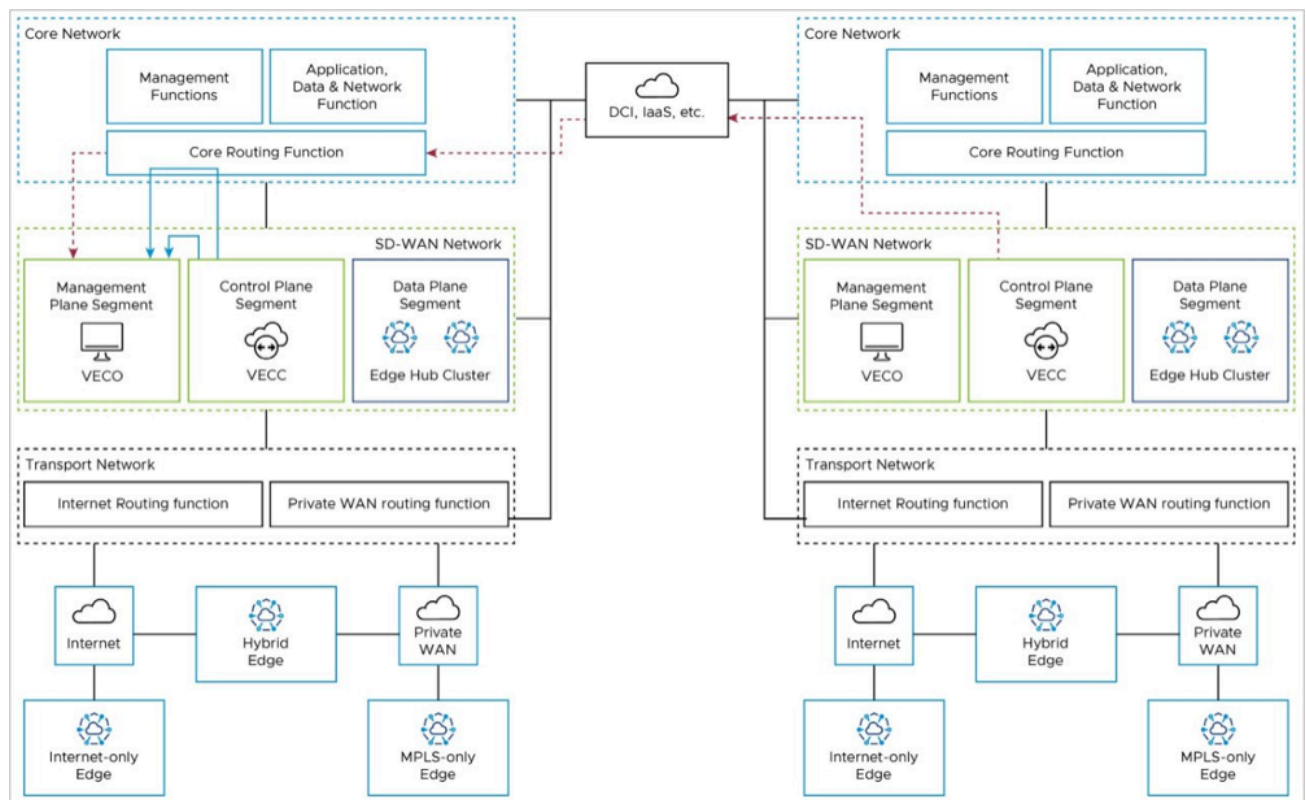 Core Network
Management
Functions
Application,
Data & Network
Function
Core Routing Function
DCI, IaaS, etc.
Core Network
Management
Functions
Application,
Data & Network
Function
Core Routing Function
SD-WAN Network
Management
Plane Segment
VECO
Control Plane
Segment
VECC
Data Plane
Segment
Edge Hub Cluster
SD-WAN Network
Management
Plane Segment
VECO
Control Plane
Segment
VECC
Data Plane
Segment
Edge Hub Cluster
Transport Network
Internet Routing function
Private WAN routing function
Transport Network
Internet Routing function
Private WAN routing function
Internet
Hybrid
Edge
Private
WAN
Internet-only
Edge
MPLS-only
Edge
Internet
Hybrid
Edge
Private
WAN
Internet-only
Edge
MPLS-only
Edge